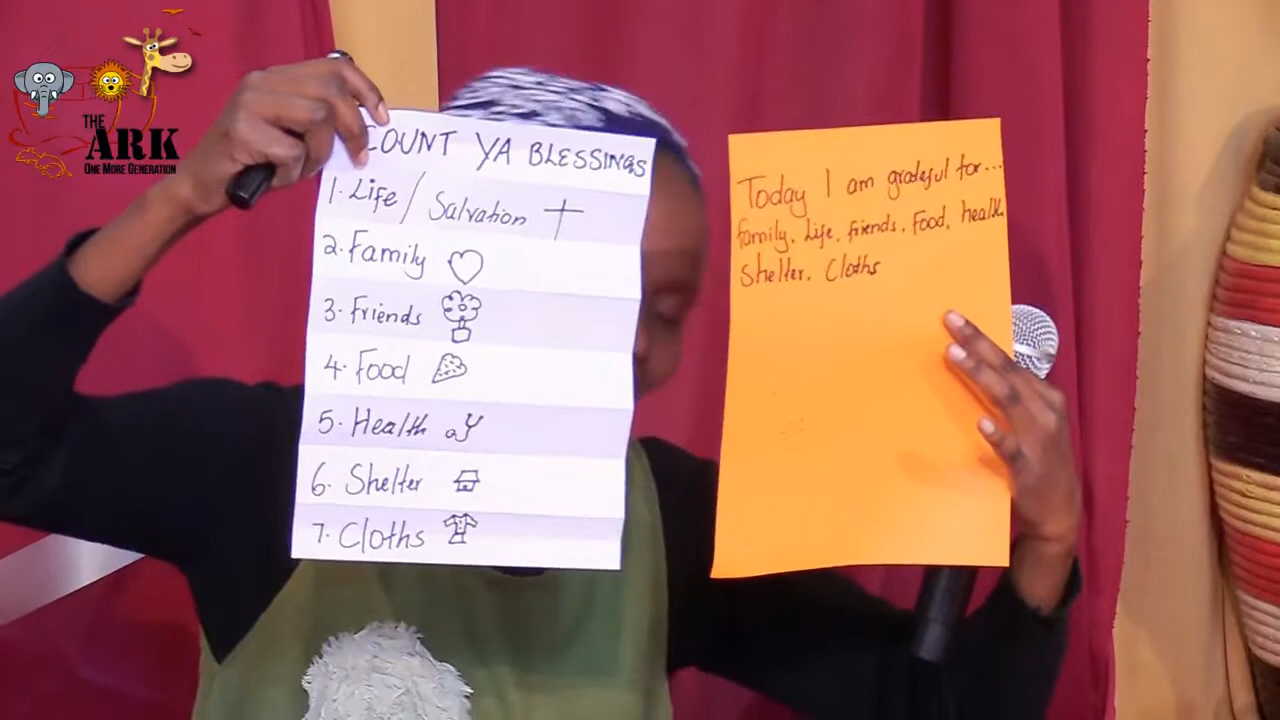 THE
ARK
ONE MORE GENERATION
COUNT YA BLESSINGS
1. Life / Salvation
2. Family
3. Friends
4. Food
5. Health
6. Shelter
7. Cloths
Today I am grateful for...
family, Life, friends, Food, health,
Shelter, Cloths